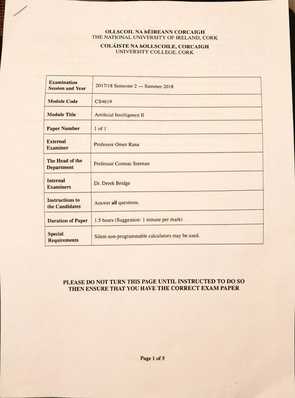 OLLSCOIL NA hÉIREANN CORCAIGH
THE NATIONAL UNIVERSITY OF IRELAND, CORK
COLÁISTE NA hOLLSCOILE, CORCAIGH
UNIVERSITY COLLEGE, CORK
Examination Session and Year 2017/18 Semester 2 — Summer 2018
Module Code CS4619
Module Title Artificial Intelligence II
Paper Number 1 of 1
External Examiner Professor Omer Rana
The Head of the Department Professor Cormac Sreenan
Internal Examiners Dr. Derek Bridge
Instructions to the Candidates Answer all questions.
Duration of Paper 1.5 hours (Suggestion: 1 minute per mark)
Special Requirements Silent non-programmable calculators may be used.
PLEASE DO NOT TURN THIS PAGE UNTIL INSTRUCTED TO DO SO
THEN ENSURE THAT YOU HAVE THE CORRECT EXAM PAPER
Page 1 of 5